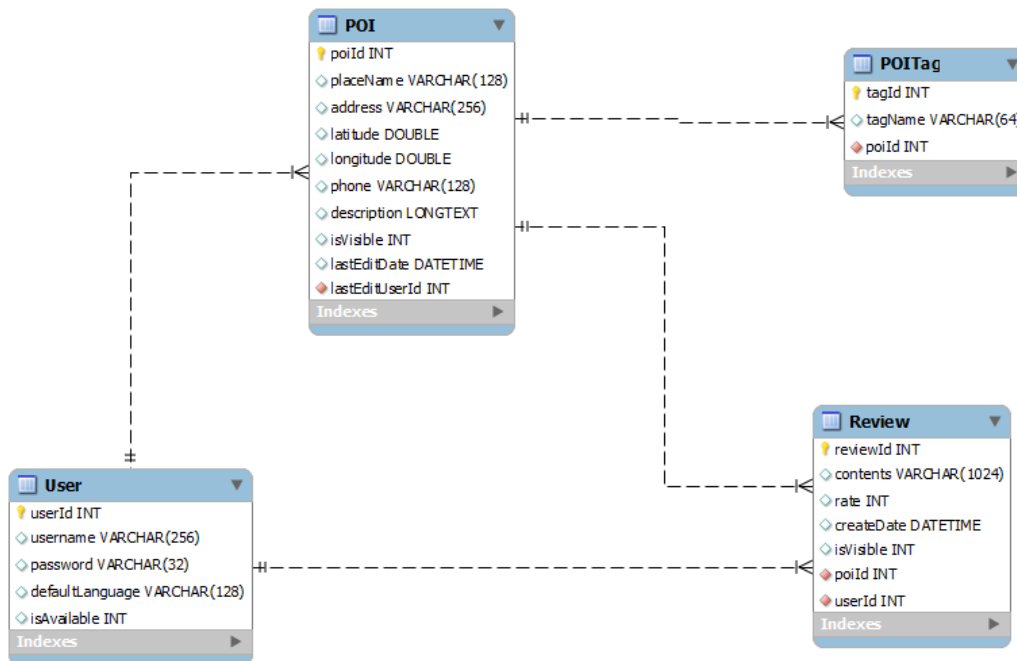 POI
poiId INT
placeName VARCHAR(128)
address VARCHAR(256)
latitude DOUBLE
longitude DOUBLE
phone VARCHAR(128)
description LONGTEXT
isVisible INT
lastEditDate DATETIME
lastEditUserId INT
Indexes
POITag
tagId INT
tagName VARCHAR(64)
poiId INT
Indexes
User
userId INT
username VARCHAR(256)
password VARCHAR(32)
defaultLanguage VARCHAR(128)
isAvailable INT
Indexes
Review
reviewId INT
contents VARCHAR(1024)
rate INT
createDate DATETIME
isVisible INT
poiId INT
userId INT
Indexes